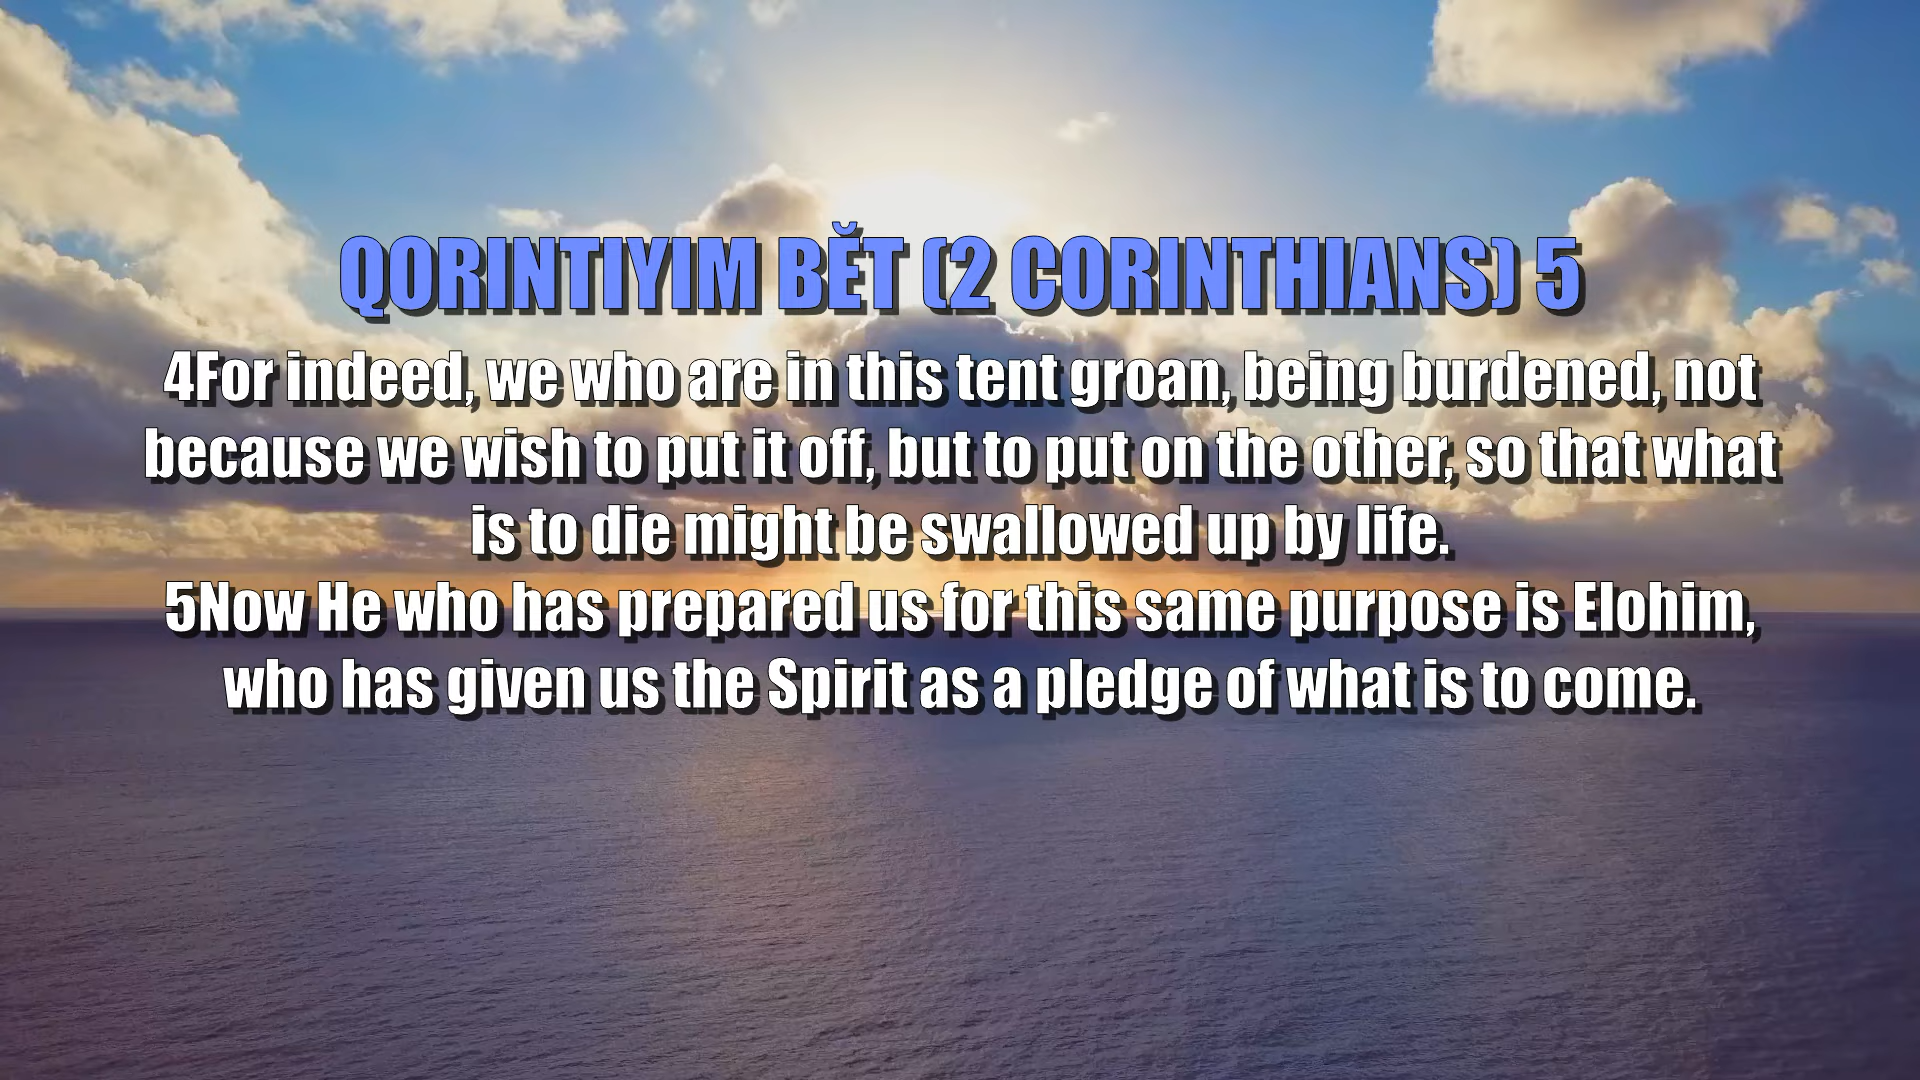 QORINTIYIM BĔT (2 CORINTHIANS) 5
4For indeed, we who are in this tent groan, being burdened, not
because we wish to put it off, but to put on the other, so that what
is to die might be swallowed up by life.
5Now He who has prepared us for this same purpose is Elohim,
who has given us the Spirit as a pledge of what is to come.